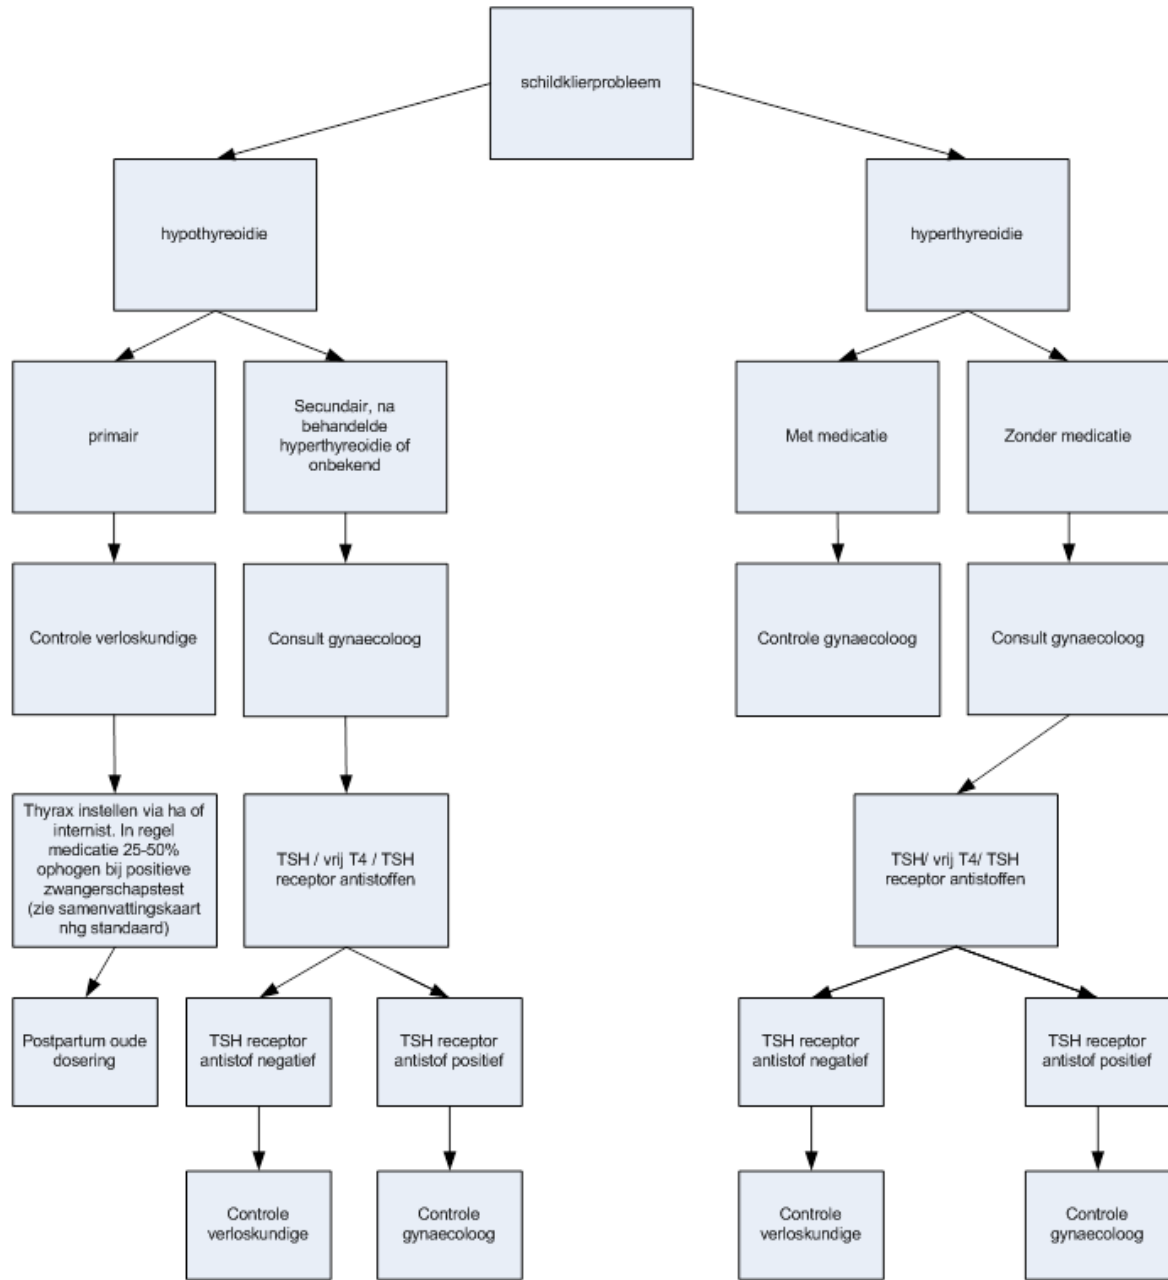 schildklierprobleem
hypothyreoidie
hyperthyreoidie
primair
Secundair, na
behandelde
hyperthyreoidie of
onbekend
Met medicatie
Zonder medicatie
Controle verloskundige
Consult gynaecoloog
Controle gynaecoloog
Consult gynaecoloog
Thyrax instellen via ha of
internist. In regel
medicatie 25-50%
ophogen bij positieve
zwangerschapstest
(zie samenvattingskaart
nhg standaard)
TSH / vrij T4 / TSH
receptor antistoffen
TSH/ vrij T4/ TSH
receptor antistoffen
Postpartum oude
dosering
TSH receptor
antistof negatief
TSH receptor
antistof positief
TSH receptor
antistof negatief
TSH receptor
antistof positief
Controle
verloskundige
Controle
gynaecoloog
Controle
verloskundige
Controle
gynaecoloog